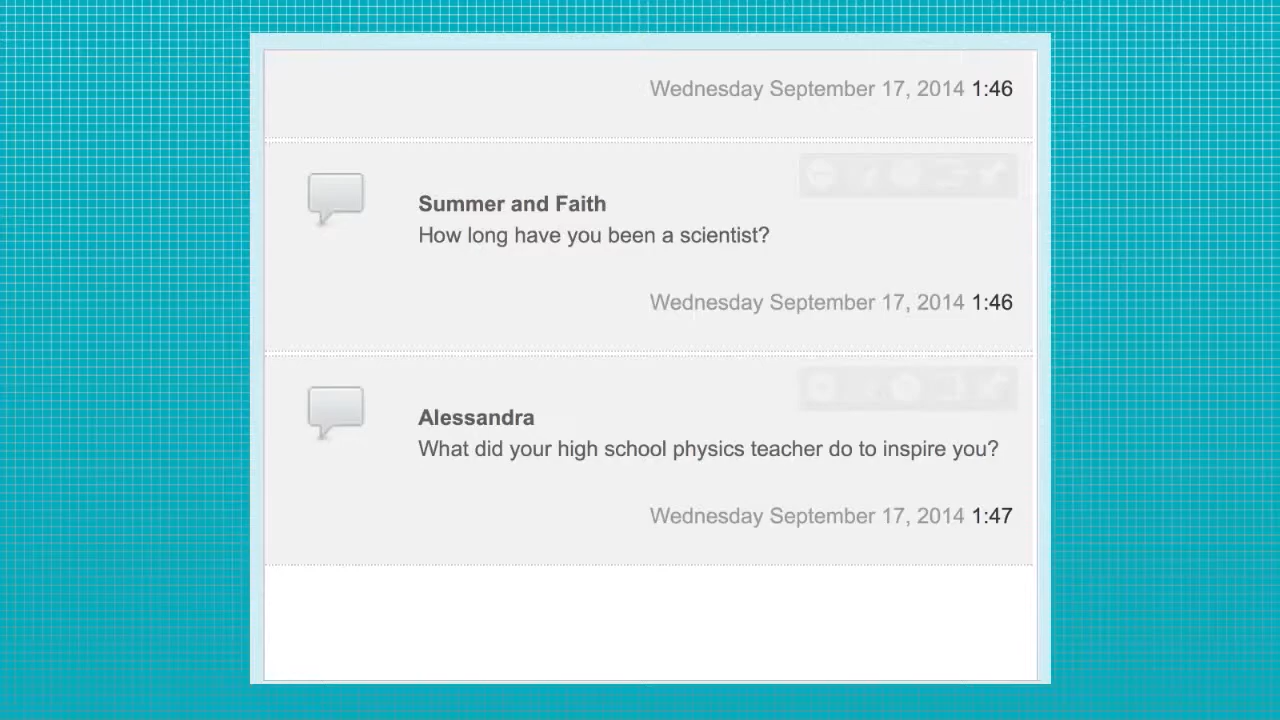 Wednesday September 17, 2014 1:46
Summer and Faith
How long have you been a scientist?
Wednesday September 17, 2014 1:46
Alessandra
What did your high school physics teacher do to inspire you?
Wednesday September 17, 2014 1:47